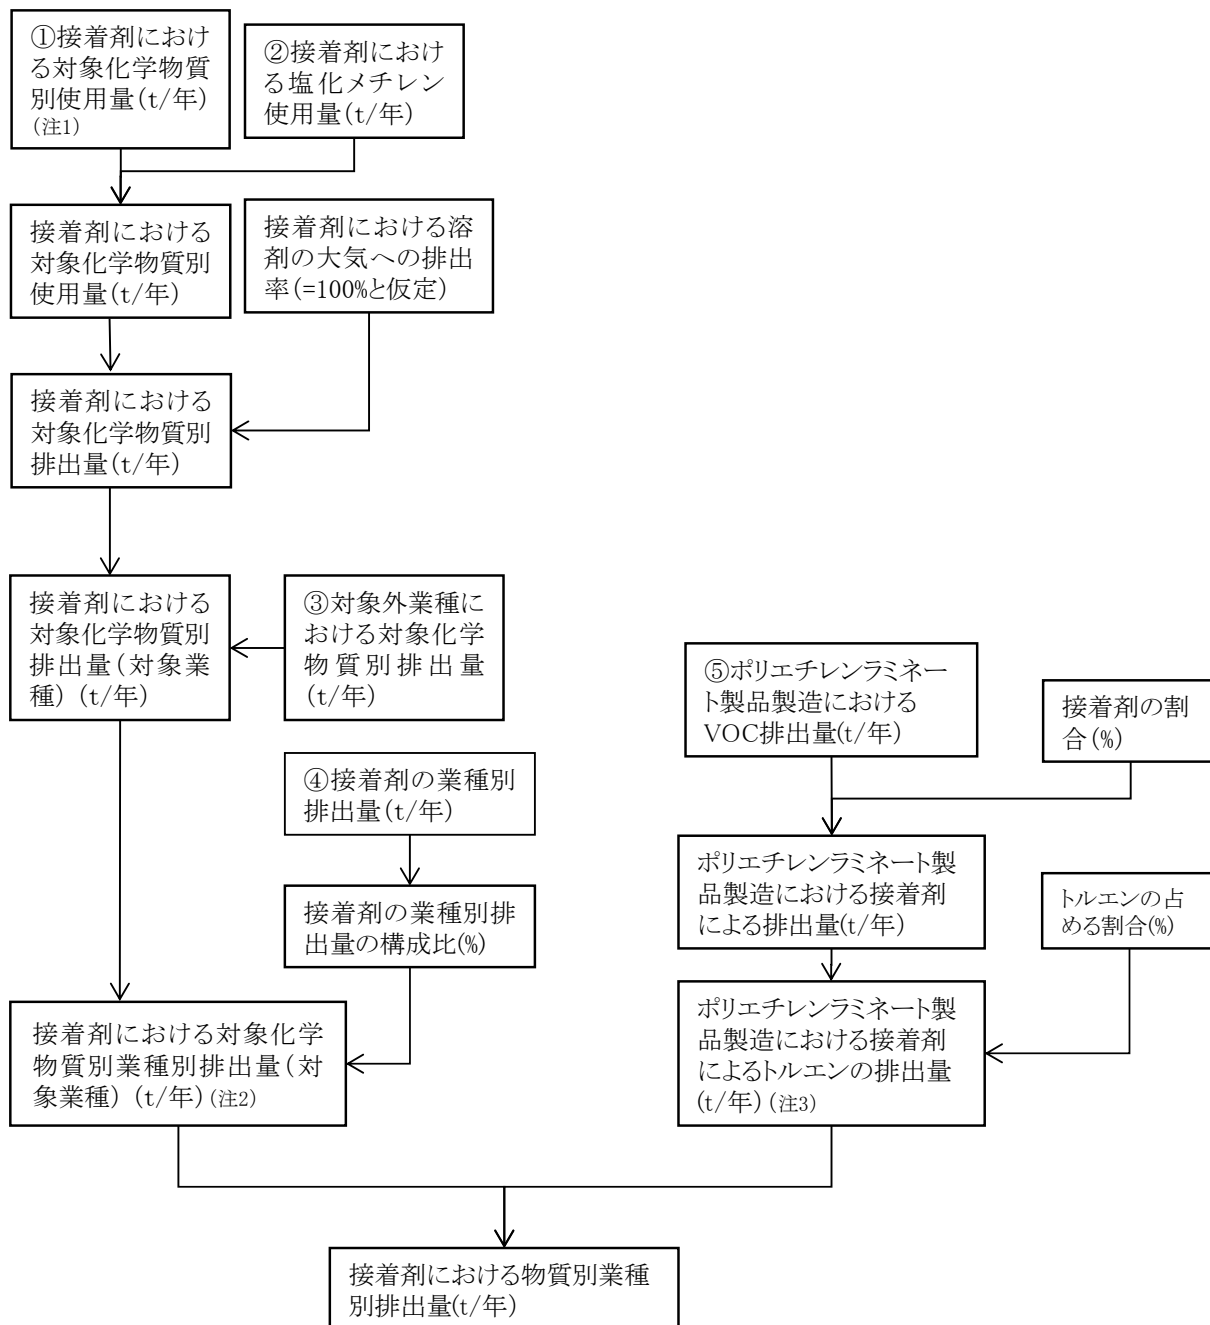 ①接着剤におけ
る対象化学物質
別使用量(t/年)
(注1)
②接着剤におけ
る塩化メチレン
使用量(t/年)
接着剤における
対象化学物質別
使用量(t/年)
接着剤における溶
剤の大気への排出
率(=100%と仮定)
接着剤における
対象化学物質別
排出量(t/年)
接着剤における
対象化学物質別
排出量(対象業
種) (t/年)
③対象外業種に
おける対象化学
物質別排出量
(t/年)
⑤ポリエチレンラミネー
ト製品製造における
VOC排出量(t/年)
接着剤の割
合(%)
④接着剤の業種別
排出量(t/年)
ポリエチレンラミネート製
品製造における接着剤
による排出量(t/年)
トルエンの占
める割合(%)
接着剤の業種別排
出量の構成比(%)
接着剤における対象化学
物質別業種別排出量(対
象業種) (t/年)(注2)
ポリエチレンラミネート製
品製造における接着剤
によるトルエンの排出量
(t/年)(注3)
接着剤における物質別業種
別排出量(t/年)